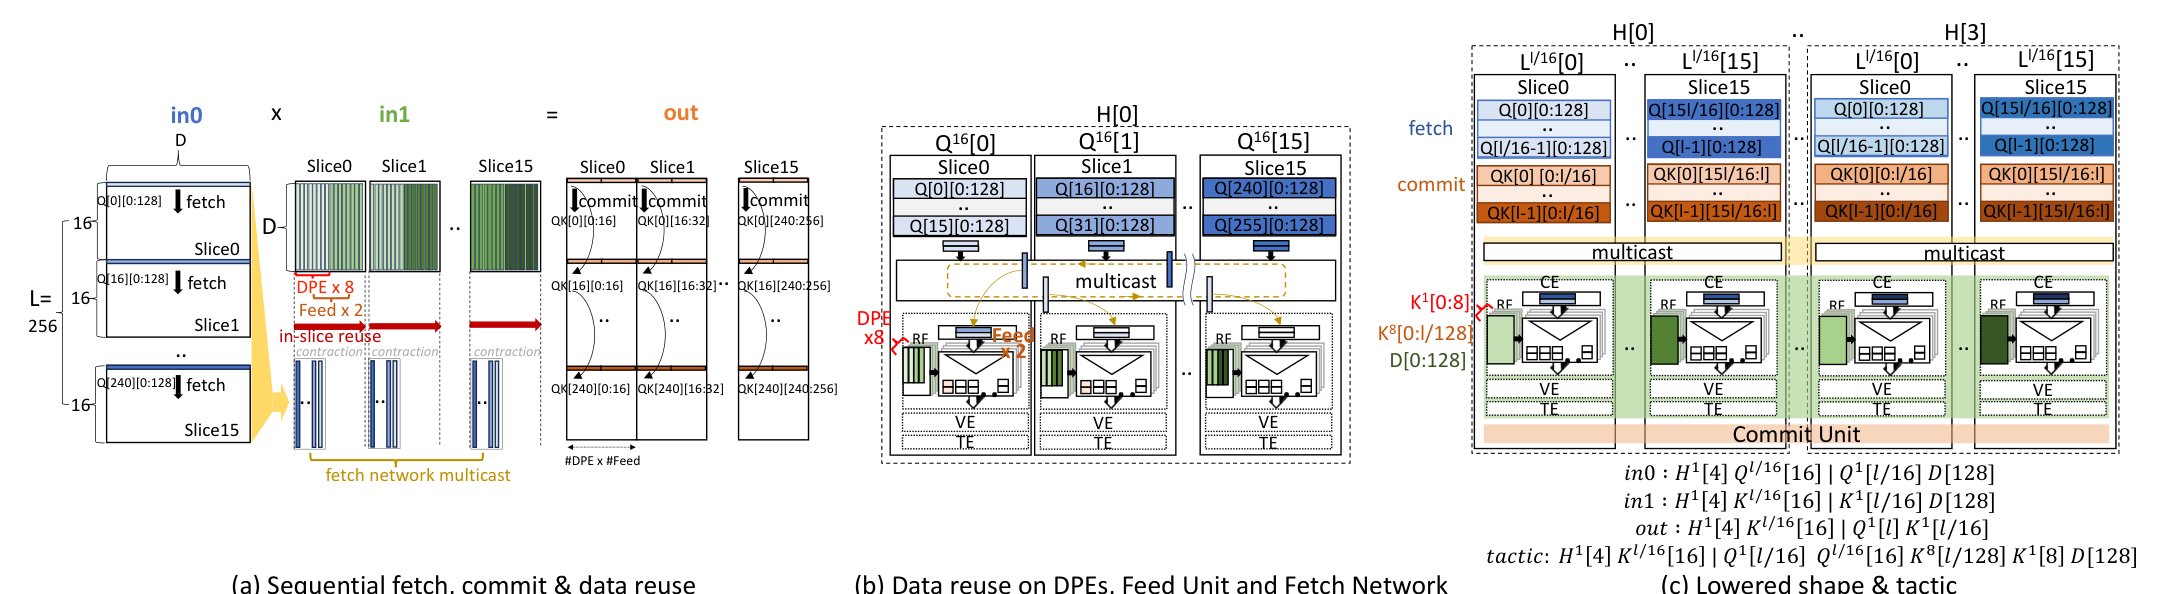 in0 x in1 = out
D
Slice0 Slice1 Slice15
Slice0 Slice1 Slice15
16
Q[0][0:128] fetch
Slice0
D
..
commit commit commit
QK[0][0:16] QK[0][16:32] QK[0][240:256]
L=
256
16
Q[16][0:128] fetch
Slice1
DPE x 8
Feed x 2
in-slice reuse
QK[16][0:16] QK[16][16:32] .. QK[16][240:256]
..
.. ..
contraction contraction contraction
16
Q[240][0:128] fetch
Slice15
.. .. ..
QK[240][0:16] QK[240][16:32] QK[240][240:256]
#DPE x #Feed
fetch network multicast
(a) Sequential fetch, commit & data reuse
H[0]
Q¹⁶[0] Q¹⁶[1] Q¹⁶[15]
Slice0 Slice1 Slice15
Q[0][0:128] Q[16][0:128] Q[240][0:128]
.. .. .. ..
Q[15][0:128] Q[31][0:128] Q[255][0:128]
multicast
DPE
x8
RF Feed
x 2 RF RF
..
VE VE VE
TE TE TE
(b) Data reuse on DPEs, Feed Unit and Fetch Network
H[0] .. H[3]
L^l/16[0] .. L^l/16[15] L^l/16[0] .. L^l/16[15]
Slice0 Slice15 Slice0 Slice15
fetch
Q[0][0:128] Q[15l/16][0:128] Q[0][0:128] Q[15l/16][0:128]
.. .. .. .. .. .. ..
Q[l/16-1][0:128] Q[l-1][0:128] Q[l/16-1][0:128] Q[l-1][0:128]
commit
QK[0] [0:l/16] QK[0][15l/16:l] QK[0][0:l/16] QK[0][15l/16:l]
.. .. .. .. .. .. ..
QK[l-1][0:l/16] QK[l-1][15l/16:l] QK[l-1][0:l/16] QK[l-1][15l/16:l]
multicast multicast
CE CE CE CE
K¹[0:8]
RF RF RF RF
K⁸[0:l/128]
D[0:128]
.. .. ..
VE VE VE VE
TE TE TE TE
Commit Unit
in0 : H¹[4] Q^l/16[16] | Q¹[l/16] D[128]
in1 : H¹[4] K^l/16[16] | K¹[l/16] D[128]
out : H¹[4] K^l/16[16] | Q¹[l] K¹[l/16]
tactic: H¹[4] K^l/16[16] | Q¹[l/16] Q^l/16[16] K⁸[l/128] K¹[8] D[128]
(c) Lowered shape & tactic